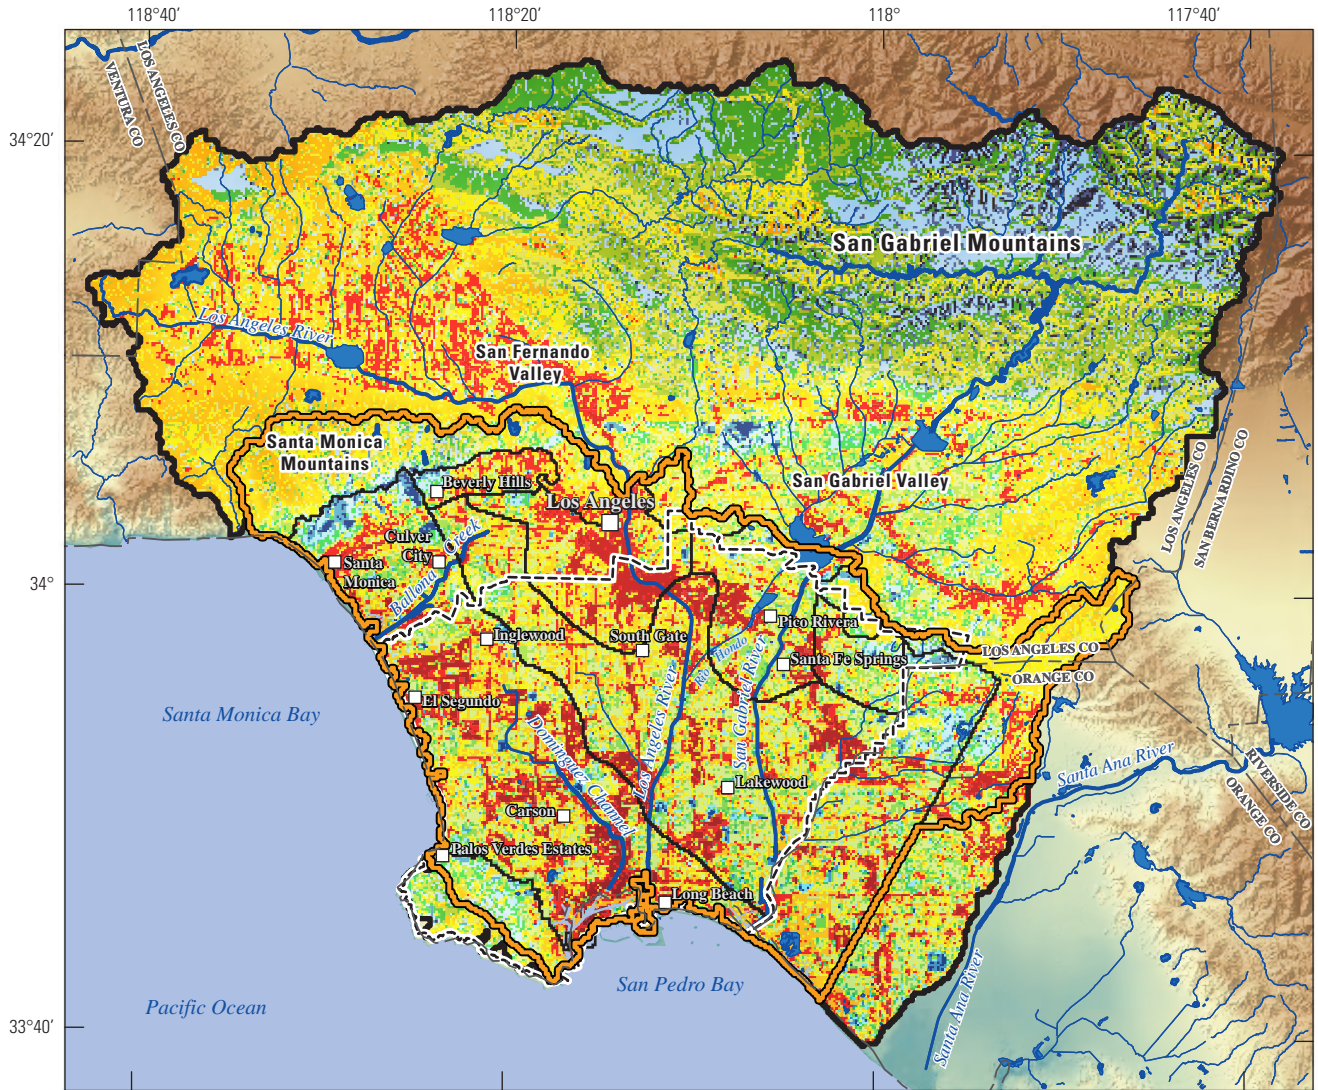 118°40'
118°20'
118°
117°40'
34°20'
34°
33°40'
LOS ANGELES CO
VENTURA CO
San Gabriel Mountains
Los Angeles River
San Fernando
Valley
Santa Monica
Mountains
San Gabriel Valley
LOS ANGELES CO
SAN BERNARDINO CO
Beverly Hills
Los Angeles
Culver
City
Ballona Creek
Santa
Monica
Inglewood
South Gate
Pico Rivera
Rio Hondo
Santa Fe Springs
LOS ANGELES CO
ORANGE CO
El Segundo
Santa Monica Bay
Dominguez Channel
Los Angeles River
San Gabriel River
Lakewood
Santa Ana River
RIVERSIDE CO
ORANGE CO
Carson
Palos Verdes Estates
Long Beach
San Pedro Bay
Pacific Ocean
Santa Ana River